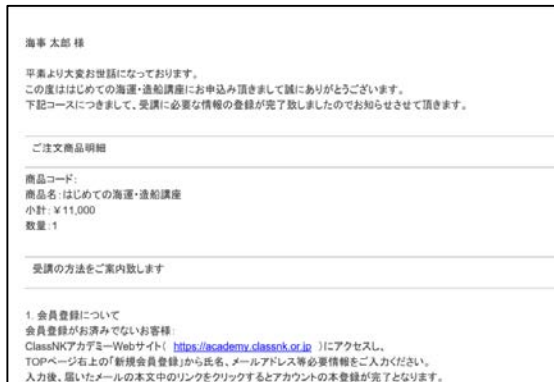 海事 太郎 様
平素より大変お世話になっております。
この度ははじめての海運・造船講座にお申込み頂きまして誠にありがとうございます。
下記コースにつきまして、受講に必要な情報の登録が完了致しましたのでお知らせさせて頂きます。
ご注文商品明細
商品コード:
商品名:はじめての海運・造船講座
小計:￥11,000
数量:1
受講の方法をご案内致します
1. 会員登録について
会員登録がお済みでないお客様:
ClassNKアカデミーWebサイト( https://academy.classnk.or.jp )にアクセスし、
TOPページ右上の「新規会員登録」から氏名、メールアドレス等必要情報をご入力ください。
入力後、届いたメールの本文中のリンクをクリックするとアカウントの本登録が完了となります。